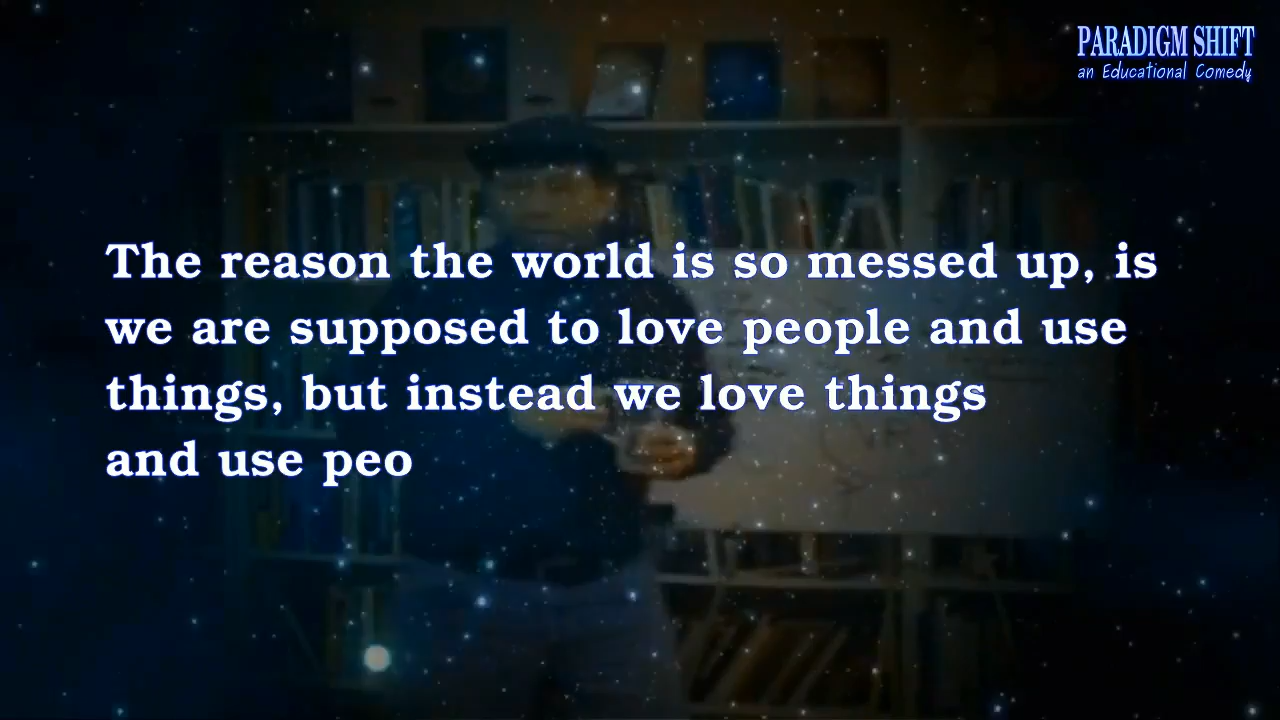 PARADIGM SHIFT
an Educational Comedy
The reason the world is so messed up, is
we are supposed to love people and use
things, but instead we love things
and use peo